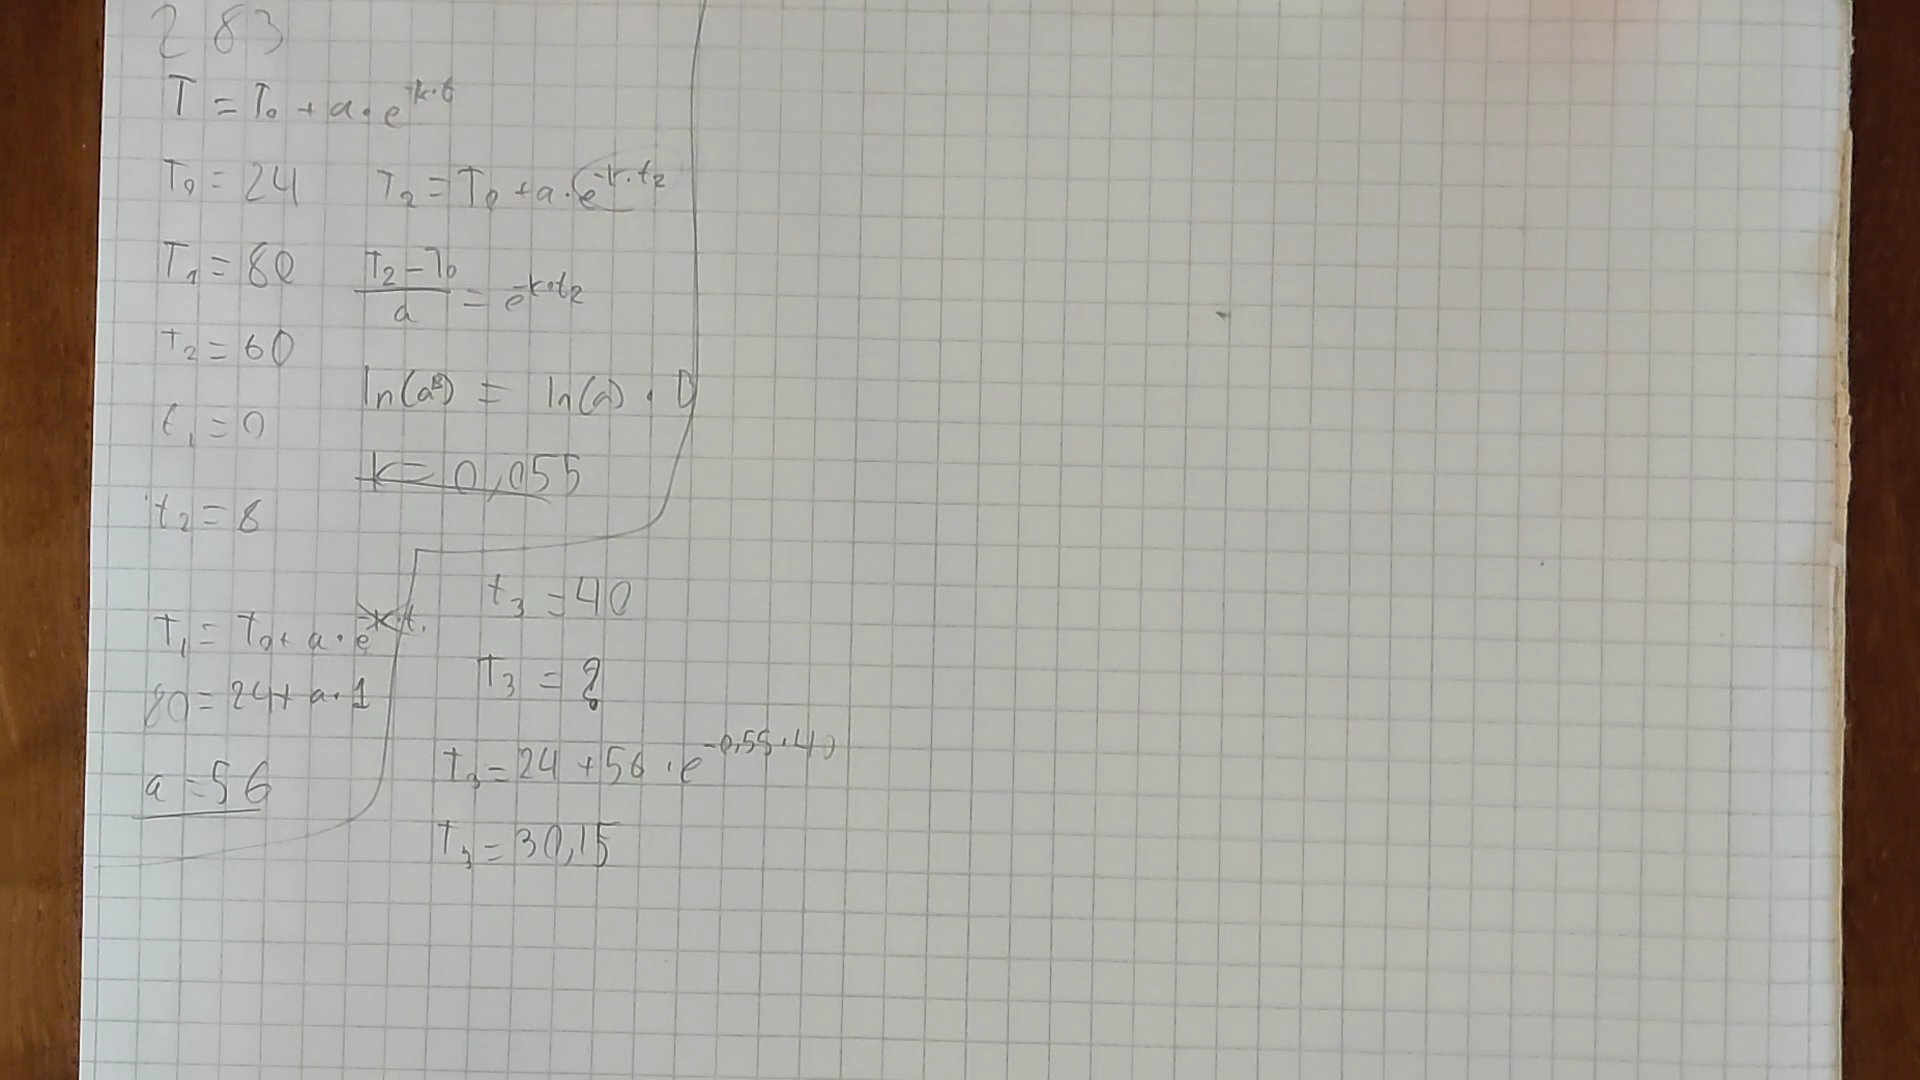 283
T = T₀ + a · e^(-k·t)
T₀ = 24
T₁ = 80
T₂ = 60
t₁ = 0
t₂ = 8
T₁ = T₀ + a · e^(-k·t₁)
80 = 24 + a · 1
a = 56
T₂ = T₀ + a · e^(-k·t₂)
(T₂ - T₀)/a = e^(-k·t₂)
ln(aᴮ) = ln(a) · B
k = 0,055
t₃ = 40
T₃ = ?
T₃ = 24 + 56 · e^(-0,55·40)
T₃ = 30,15